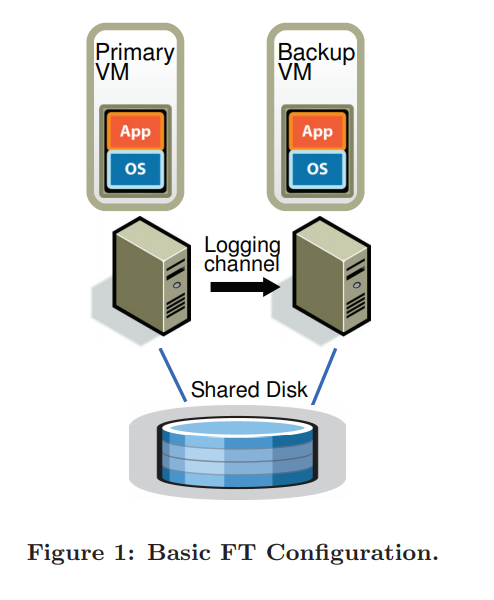 Primary
VM
Backup
VM
App
OS
App
OS
Logging
channel
Shared Disk
Figure 1: Basic FT Configuration.